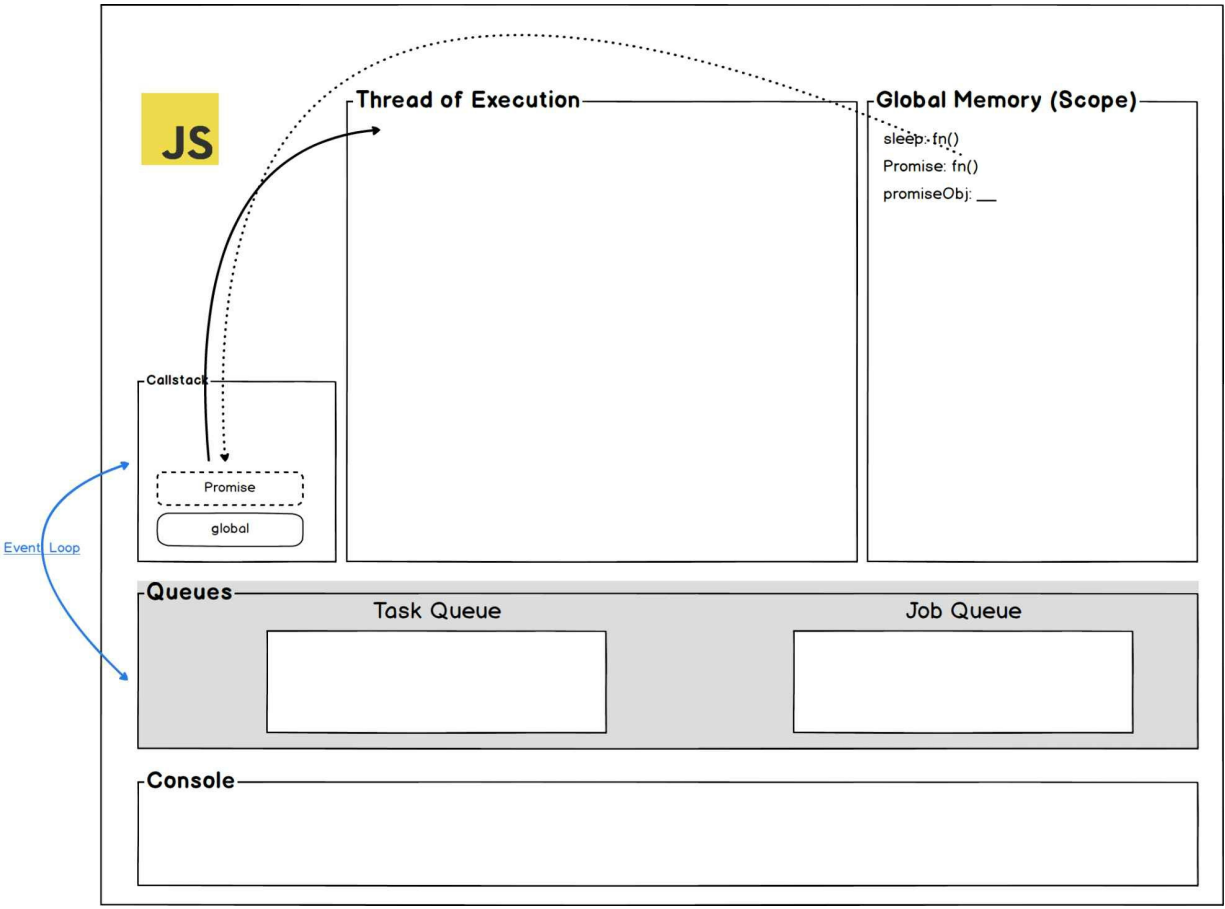 JS
Thread of Execution
Global Memory (Scope)
sleep: fn()
Promise: fn()
promiseObj: __
Callstack
Promise
global
Event Loop
Queues
Task Queue
Job Queue
Console